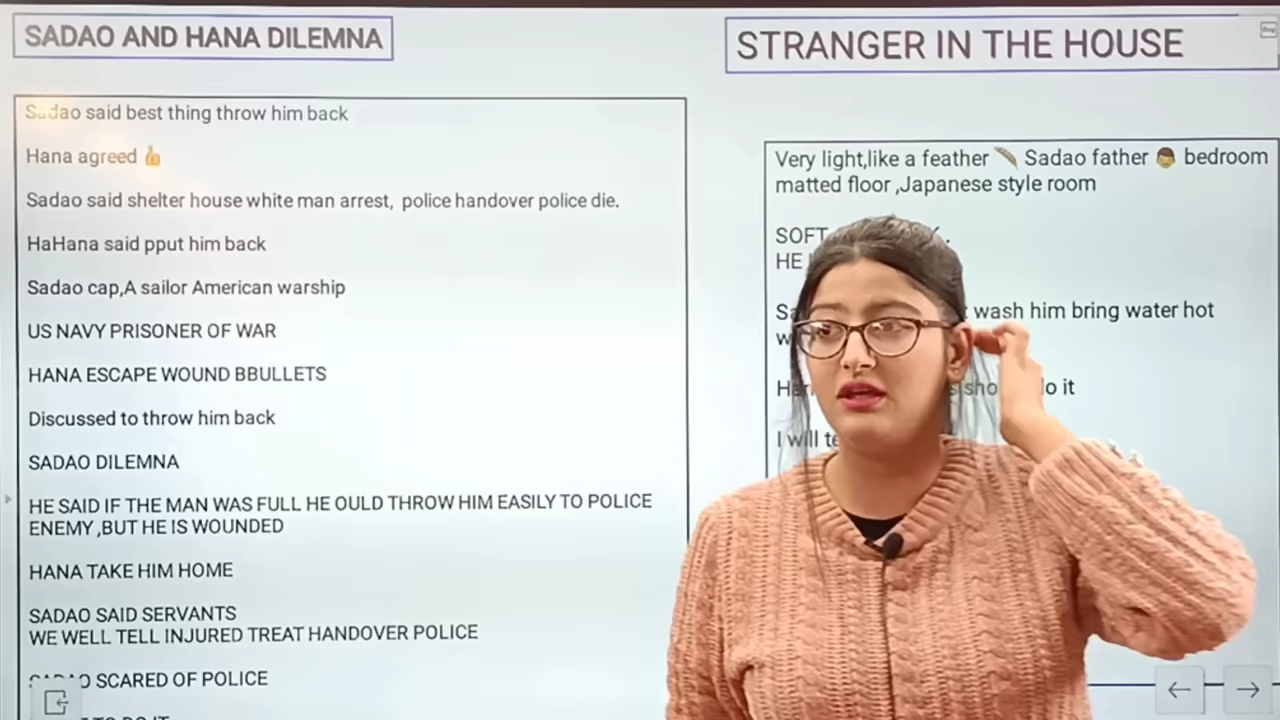 SADAO AND HANA DILEMNA
Sadao said best thing throw him back
Hana agreed 👍
Sadao said shelter house white man arrest, police handover police die.
HaHana said pput him back
Sadao cap,A sailor American warship
US NAVY PRISONER OF WAR
HANA ESCAPE WOUND BBULLETS
Discussed to throw him back
SADAO DILEMNA
HE SAID IF THE MAN WAS FULL HE OULD THROW HIM EASILY TO POLICE
ENEMY ,BUT HE IS WOUNDED
HANA TAKE HIM HOME
SADAO SAID SERVANTS
WE WELL TELL INJURED TREAT HANDOVER POLICE
SCARED OF POLICE
STRANGER IN THE HOUSE
Very light,like a feather 🪶 Sadao father 👨 bedroom
matted floor ,Japanese style room
SOFT
HE
wash him bring water hot
it
I will